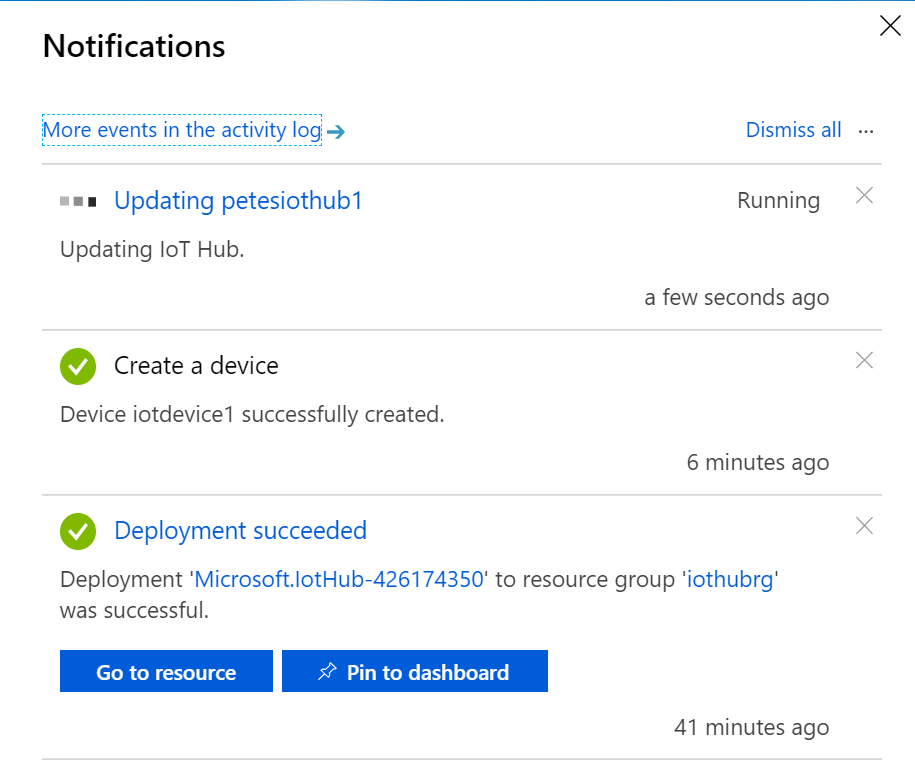 Notifications
More events in the activity log
Dismiss all
Updating petesiothub1
Running
Updating IoT Hub.
a few seconds ago
Create a device
Device iotdevice1 successfully created.
6 minutes ago
Deployment succeeded
Deployment 'Microsoft.IotHub-426174350' to resource group 'iothubrg'
was successful.
Go to resource
Pin to dashboard
41 minutes ago